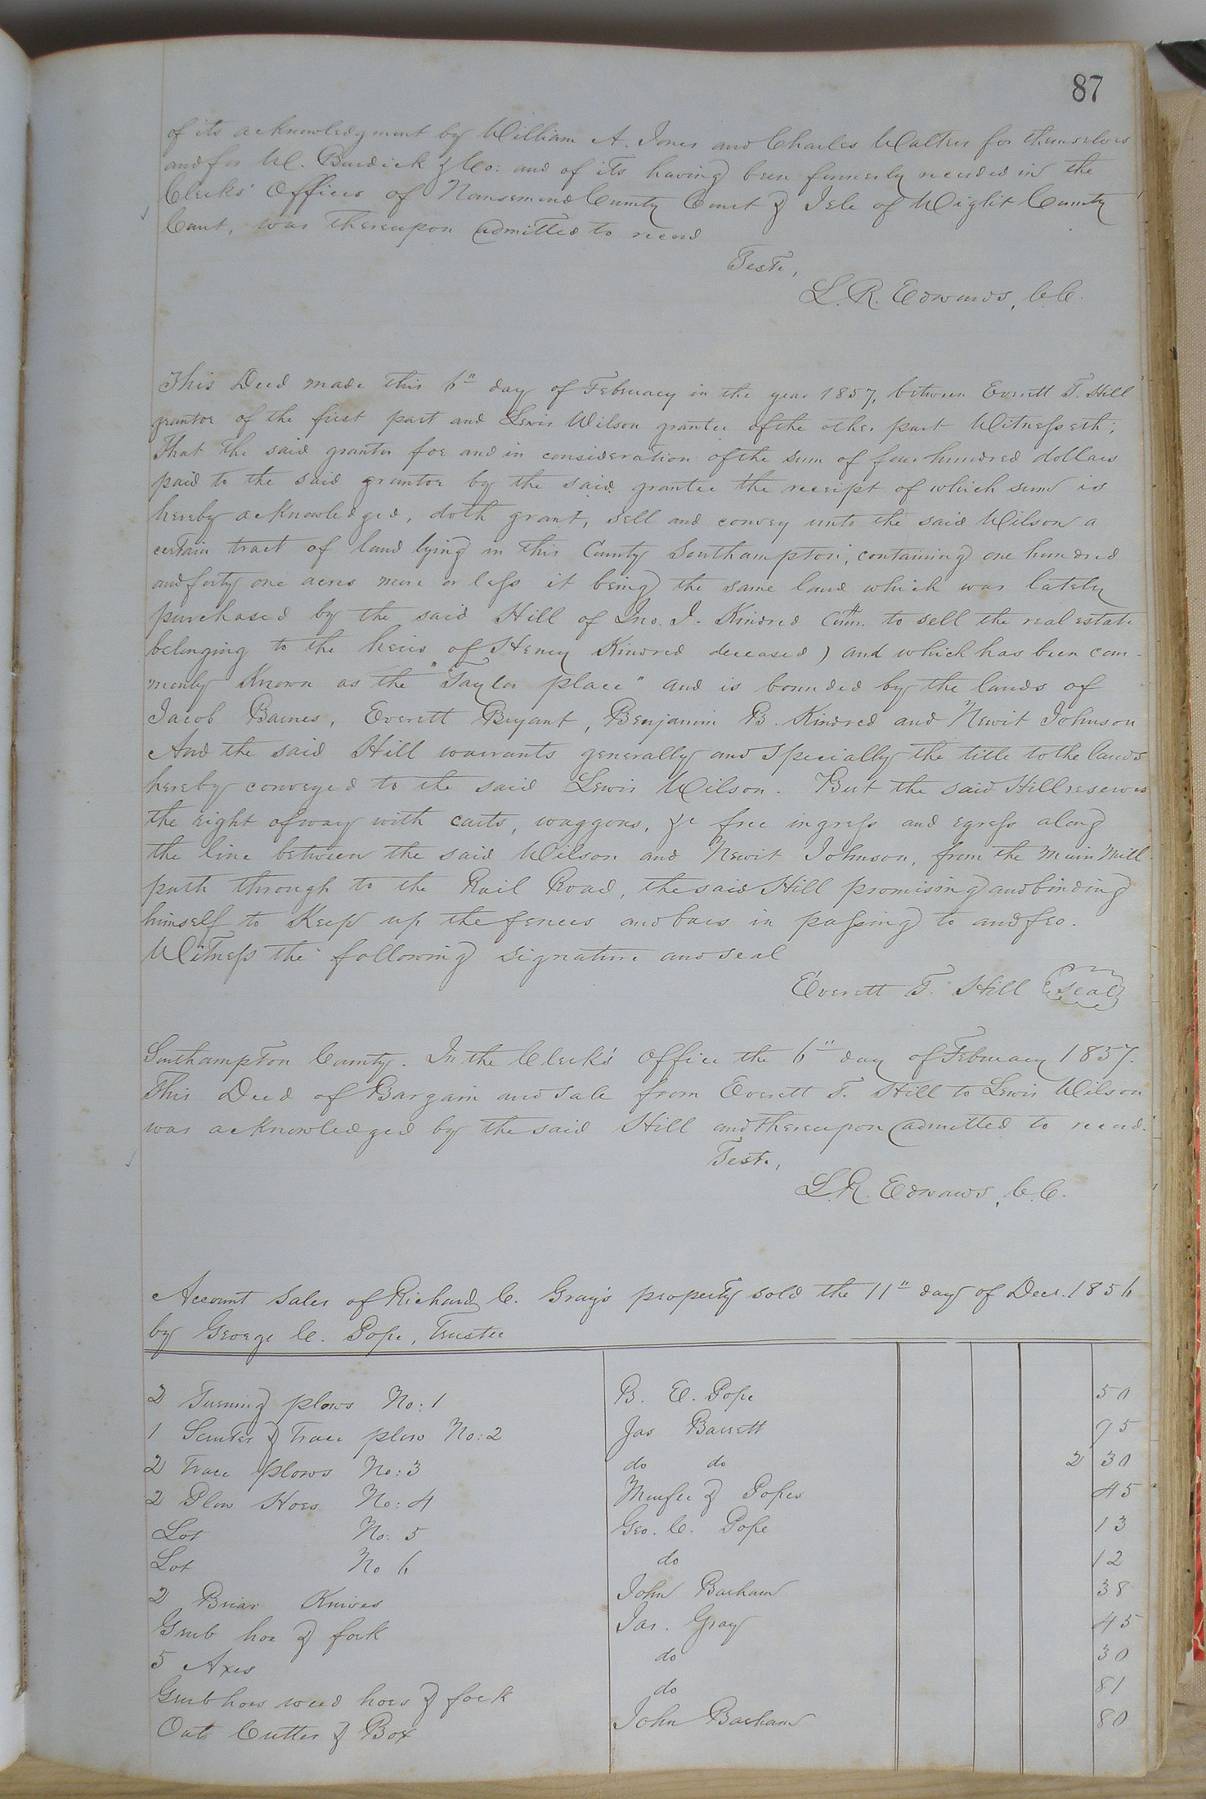 87
of its acknowledgment by William A. Jones and Charles Walters for themselves
and for W. Burdick & Co: and of its having been formerly recorded in the
Clerks' Offices of Nansemond County Court & Isle of Wight County
Court, was thereupon admitted to record
Teste,
L. R. Edwards, C.C.
This Deed made this 6" day of February in the year 1857, between Everett T. Hill
grantor of the first part and Lewis Wilson grantee of the other part Witnesseth;
That the said grantor for and in consideration of the sum of four hundred dollars
paid to the said grantor by the said grantee the receipt of which sum is
hereby acknowledged, doth grant, sell and convey unto the said Wilson a
certain tract of land lying in this County Southampton, containing one hundred
and forty one acres more or less it being the same land which was lately
purchased by the said Hill of Jno. J. Kindred Comr. to sell the real estate
belonging to the heirs of Henry Kindred deceased) and which has been com-
monly Known as the "Taylor place" and is bounded by the lands of
Jacob Barnes, Everett Bryant, Benjamin B. Kindred and Newit Johnson
And the said Hill warrants generally and specially the title to the lands
hereby conveyed to the said Lewis Wilson. But the said Hill reserves
the right of way with carts, waggons, &c free ingress and egress along
the line between the said Wilson and Newit Johnson, from the main mill
path through to the Rail Road, the said Hill promising and binding
himself to Keep up the fences and bars in passing to and fro.
Witness the following signature and seal
Everett T. Hill Seal
Southampton County. In the Clerk's Office the 6" day of February 1857.
This Deed of Bargain and Sale from Everett T. Hill to Lewis Wilson
was acknowledged by the said Hill and thereupon admitted to record.
Teste,
L. R. Edwards, C.C.
Account Sales of Richard C. Gray's property sold the 11" day of Decr. 1856
by George C. Pope, Trustee
2 Turning plows No: 1 B. E. Pope 50
1 Scuter & trace plow No: 2 Jas Barrett 95
2 trace plows No: 3 do do 2 30
2 Plow Hoes No: 4 & Popes 45
Lot No: 5 Geo. C. Pope 13
Lot No 6 do 12
2 Briar Knives John Barham 38
Grub hoe & fork Jas. Gray 45
5 Axes do 30
Grub hoes weed hoes & fork do 81
Oats Cutter & Box John Barham 80